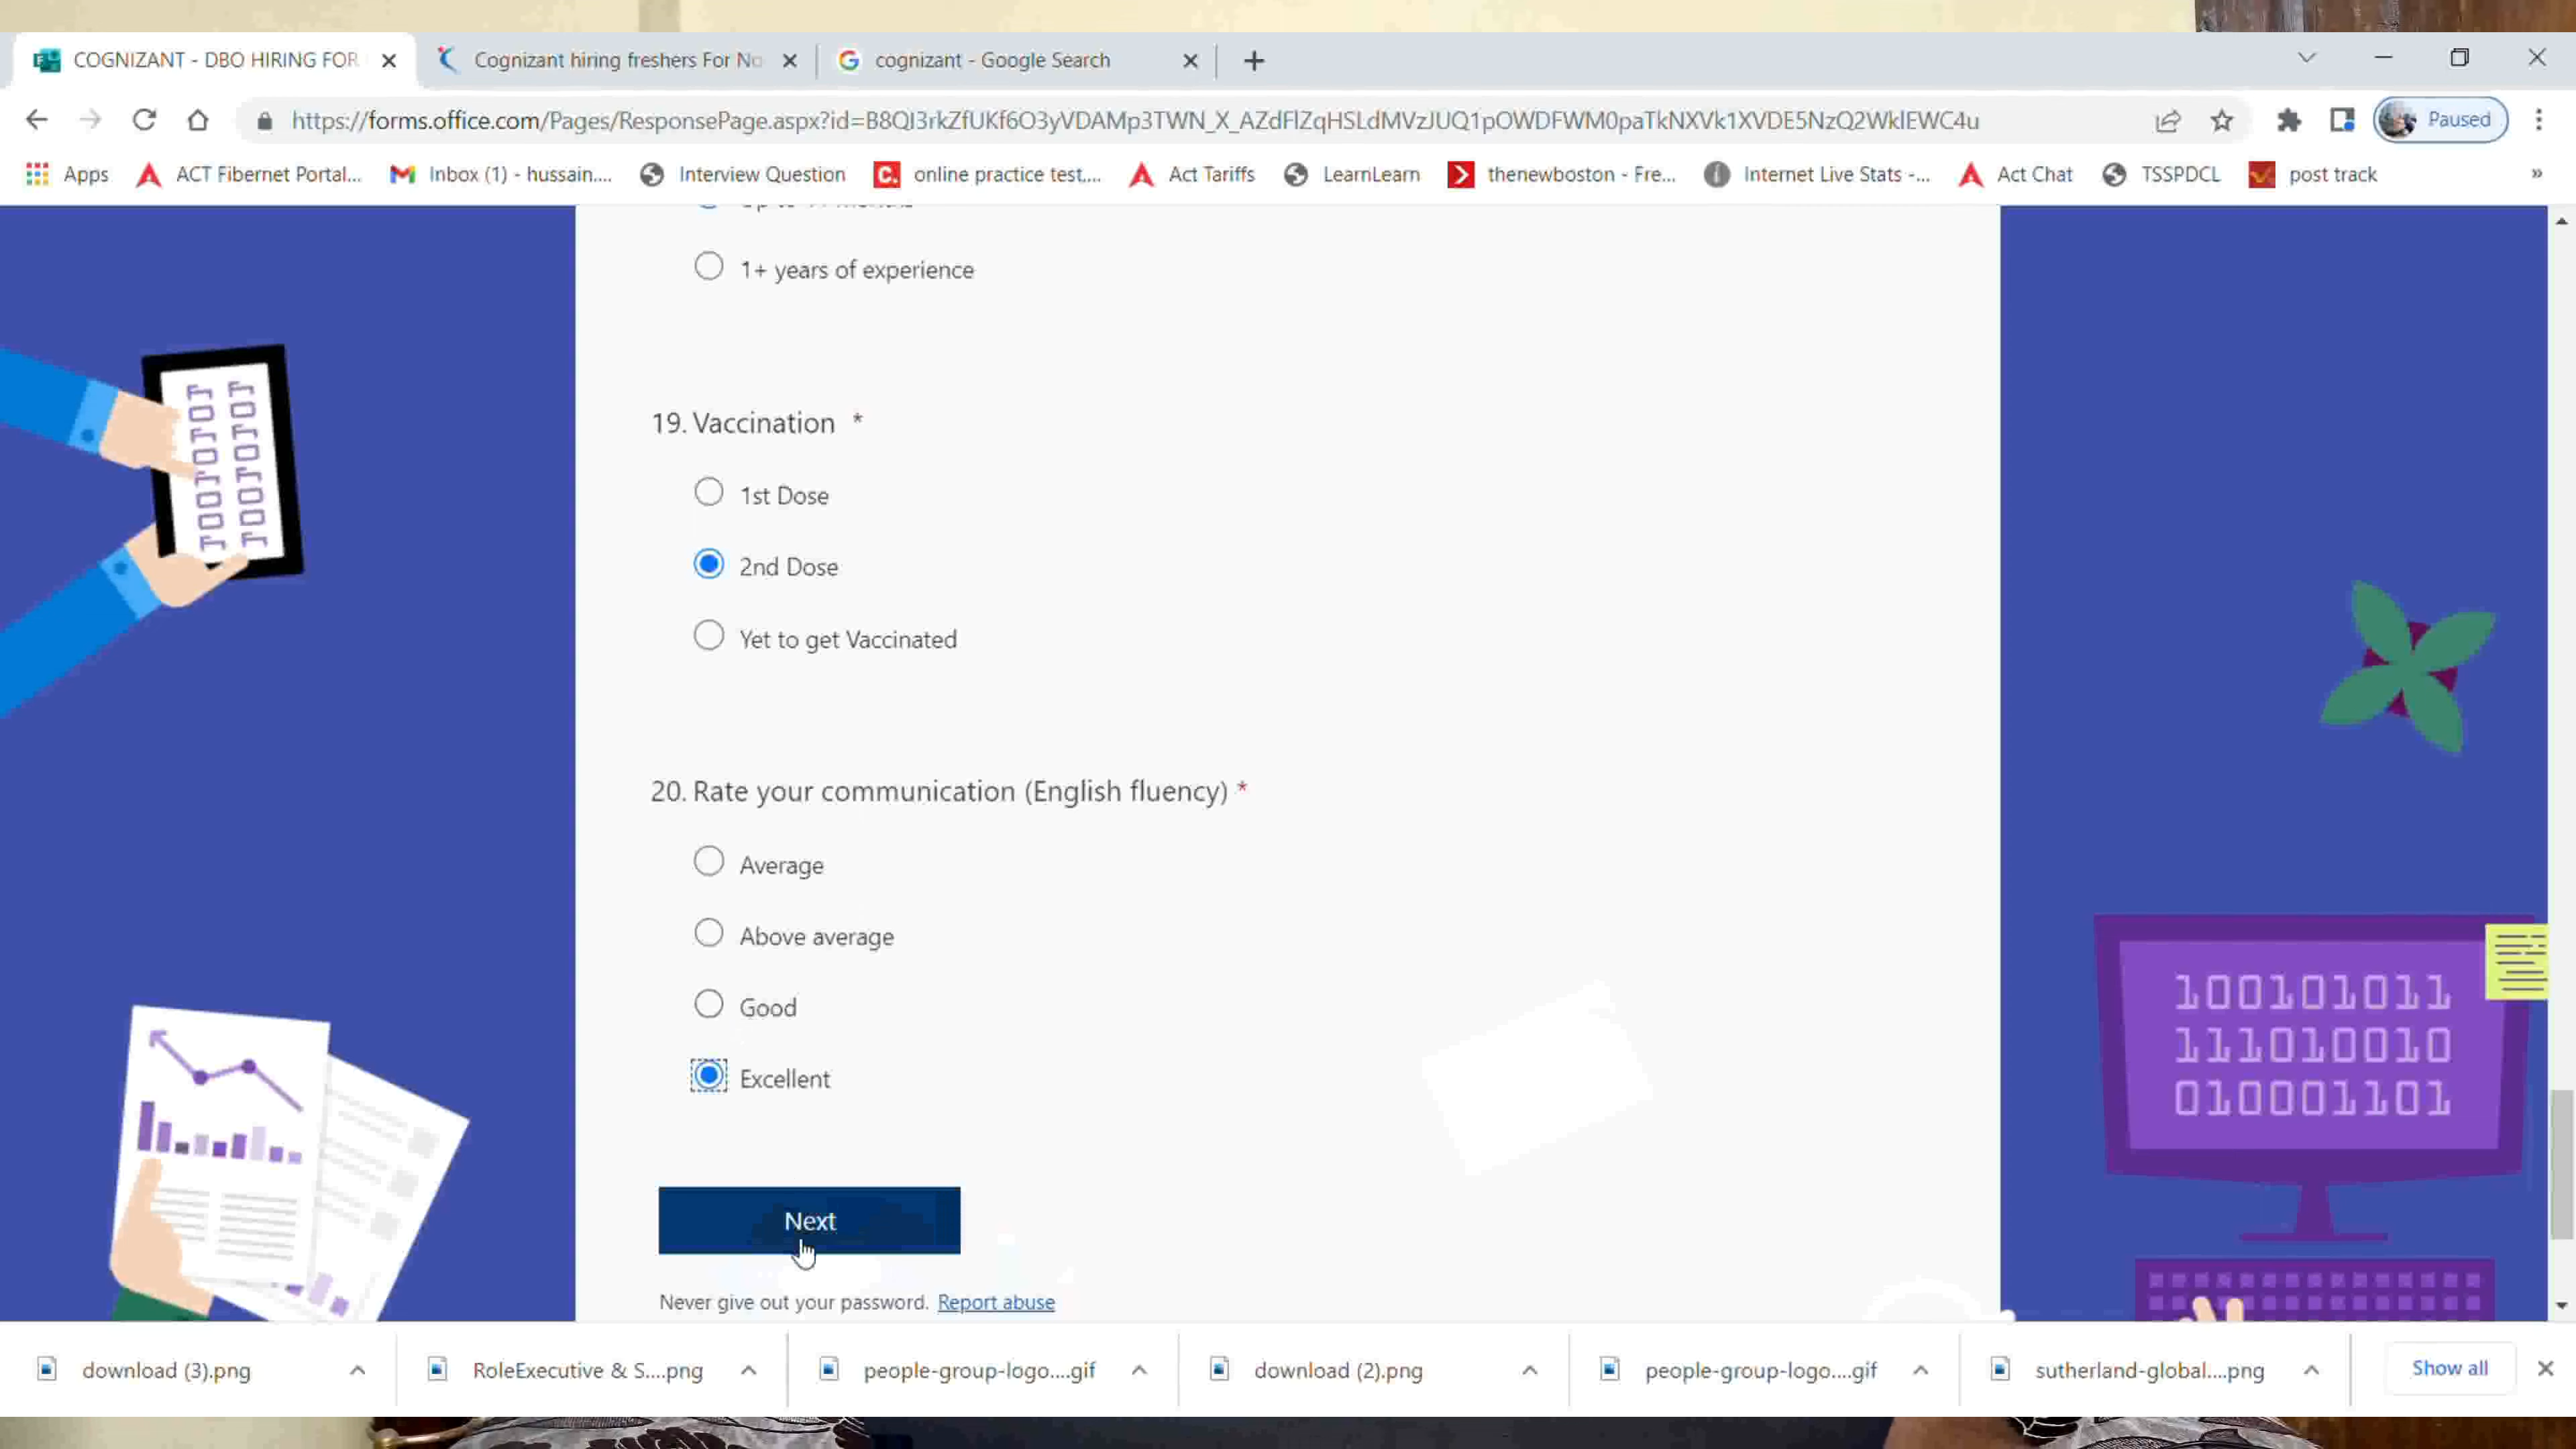 COGNIZANT - DBO HIRING FOR
Cognizant hiring freshers For No
cognizant - Google Search
https://forms.office.com/Pages/ResponsePage.aspx?id=B8QJ3rkZfUKf6O3yVDAMp3TWN_X_AZdFlZqHSLdMVzJUQ1pOWDFWM0paTkNXVk1XVDE5NzQ2WklEWC4u
Paused
Apps
ACT Fibernet Portal...
Inbox (1) - hussain....
Interview Question
online practice test,...
Act Tariffs
LearnLearn
thenewboston - Fre...
Internet Live Stats -...
Act Chat
TSSPDCL
post track
1+ years of experience
19. Vaccination *
1st Dose
2nd Dose
Yet to get Vaccinated
20. Rate your communication (English fluency) *
Average
Above average
Good
Excellent
100101011
111010010
010001101
Next
Never give out your password. Report abuse
download (3).png
RoleExecutive & S....png
people-group-logo....gif
download (2).png
people-group-logo....gif
sutherland-global....png
Show all